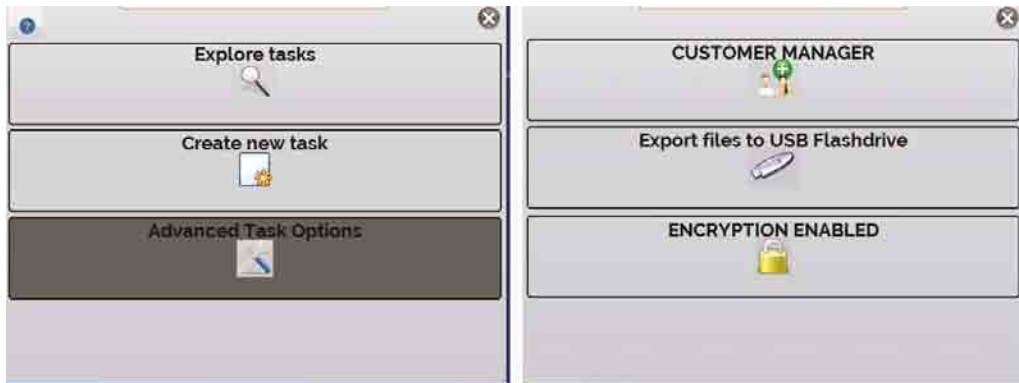 Explore tasks
Create new task
Advanced Task Options
CUSTOMER MANAGER
Export files to USB Flashdrive
ENCRYPTION ENABLED